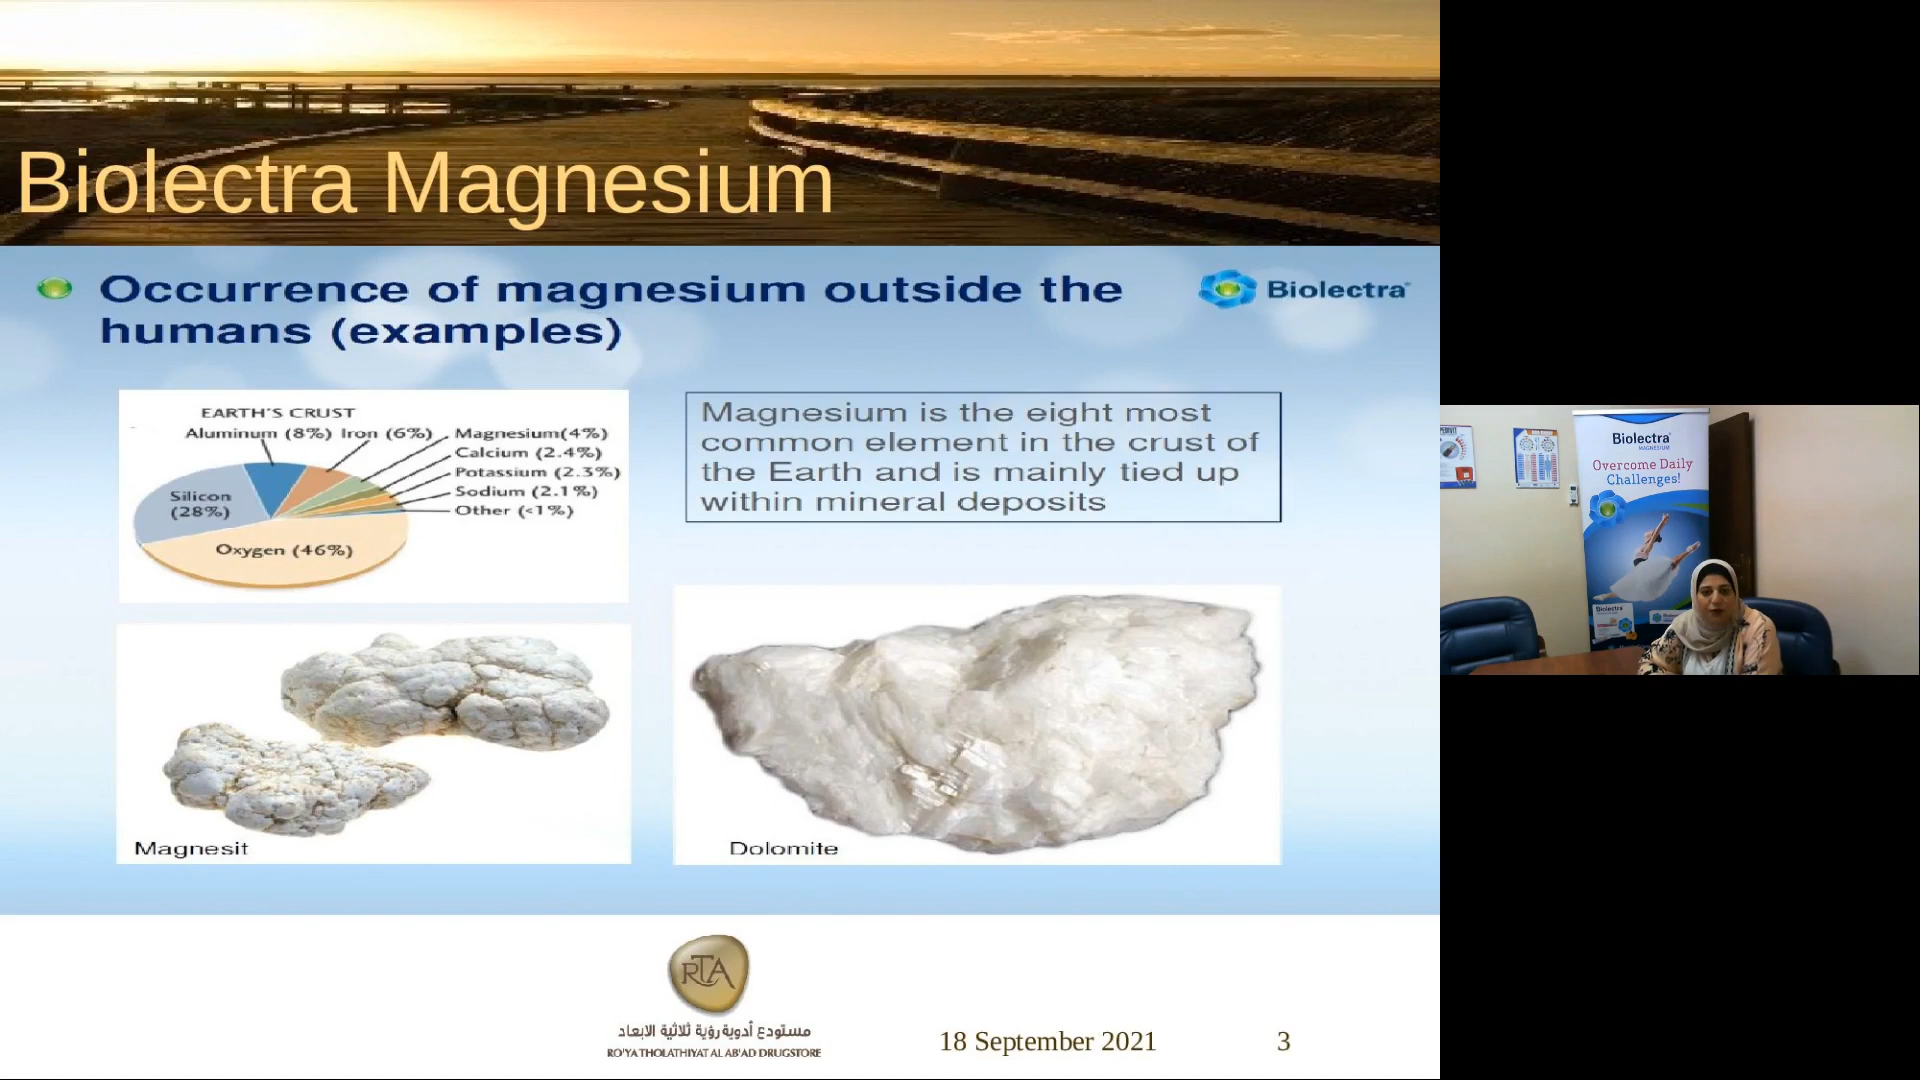 Biolectra Magnesium
Occurrence of magnesium outside the
humans (examples)
Biolectra
EARTH'S CRUST
Aluminum (8%) Iron (6%)
Magnesium(4%)
Calcium (2.4%)
Potassium (2.3%)
Sodium (2.1%)
Other (<1%)
Silicon
(28%)
Oxygen (46%)
Magnesium is the eight most
common element in the crust of
the Earth and is mainly tied up
within mineral deposits
Magnesit
Dolomite
RTA
مستودع أدوية رؤية ثلاثية الابعاد
RO'YA THOLATHIYAT AL AB'AD DRUGSTORE
18 September 2021
3
Biolectra
MAGNESIUM
Overcome Daily
Challenges!
Biolectra